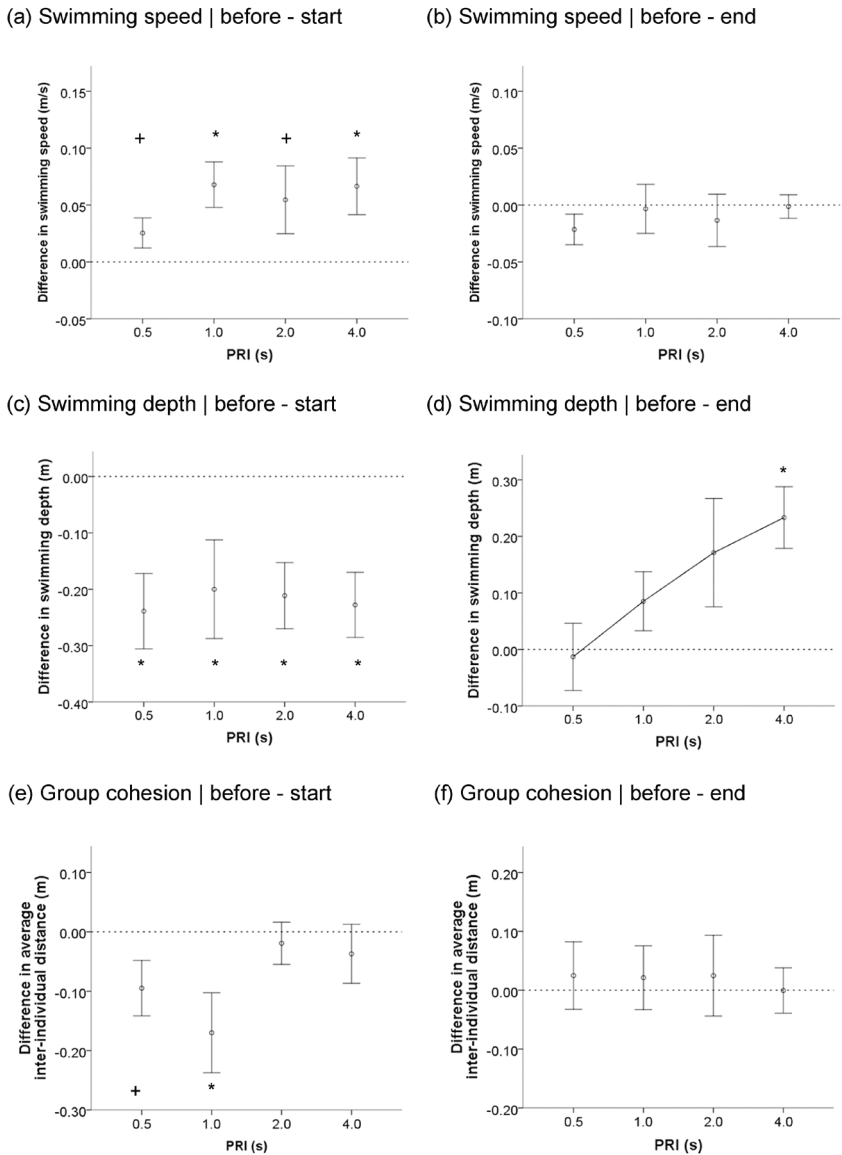 (a) Swimming speed | before - start
Difference in swimming speed (m/s)
0.15
0.10
0.05
0.00
-0.05
+ * + *
0.5 1.0 2.0 4.0
PRI (s)
(b) Swimming speed | before - end
Difference in swimming speed (m/s)
0.10
0.05
0.00
-0.05
-0.10
0.5 1.0 2.0 4.0
PRI (s)
(c) Swimming depth | before - start
Difference in swimming depth (m)
0.00
-0.10
-0.20
-0.30
-0.40
* * * *
0.5 1.0 2.0 4.0
PRI (s)
(d) Swimming depth | before - end
Difference in swimming depth (m)
0.30
0.20
0.10
0.00
-0.10
*
0.5 1.0 2.0 4.0
PRI (s)
(e) Group cohesion | before - start
Difference in average
inter-individual distance (m)
0.10
0.00
-0.10
-0.20
-0.30
+ *
0.5 1.0 2.0 4.0
PRI (s)
(f) Group cohesion | before - end
Difference in average
inter-individual distance (m)
0.20
0.10
0.00
-0.10
-0.20
0.5 1.0 2.0 4.0
PRI (s)